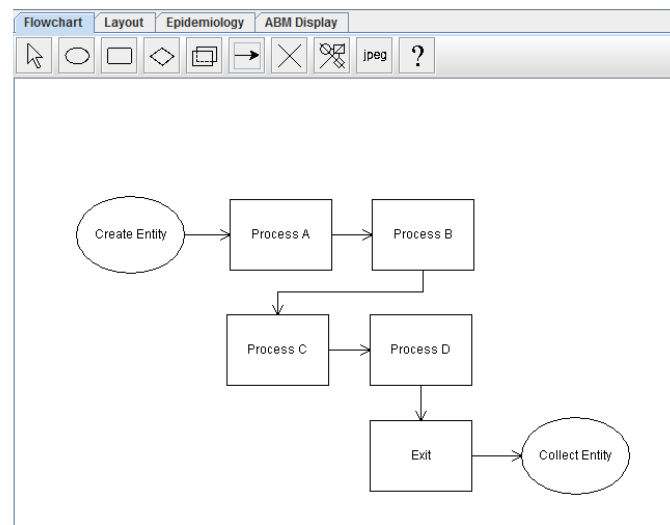 Flowchart Layout Epidemiology ABM Display
jpeg ?
Create Entity Process A Process B
Process C Process D
Exit Collect Entity